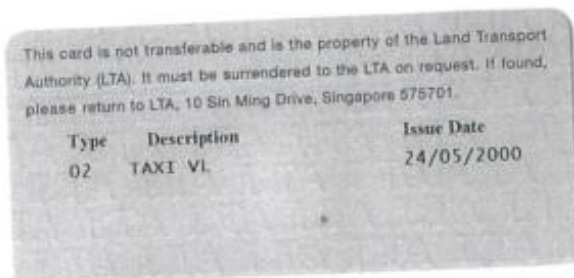 This card is not transferable and is the property of the Land Transport
Authority (LTA). It must be surrendered to the LTA on request. If found,
please return to LTA, 10 Sin Ming Drive, Singapore 575701.
Type Description Issue Date
02 TAXI VL 24/05/2000